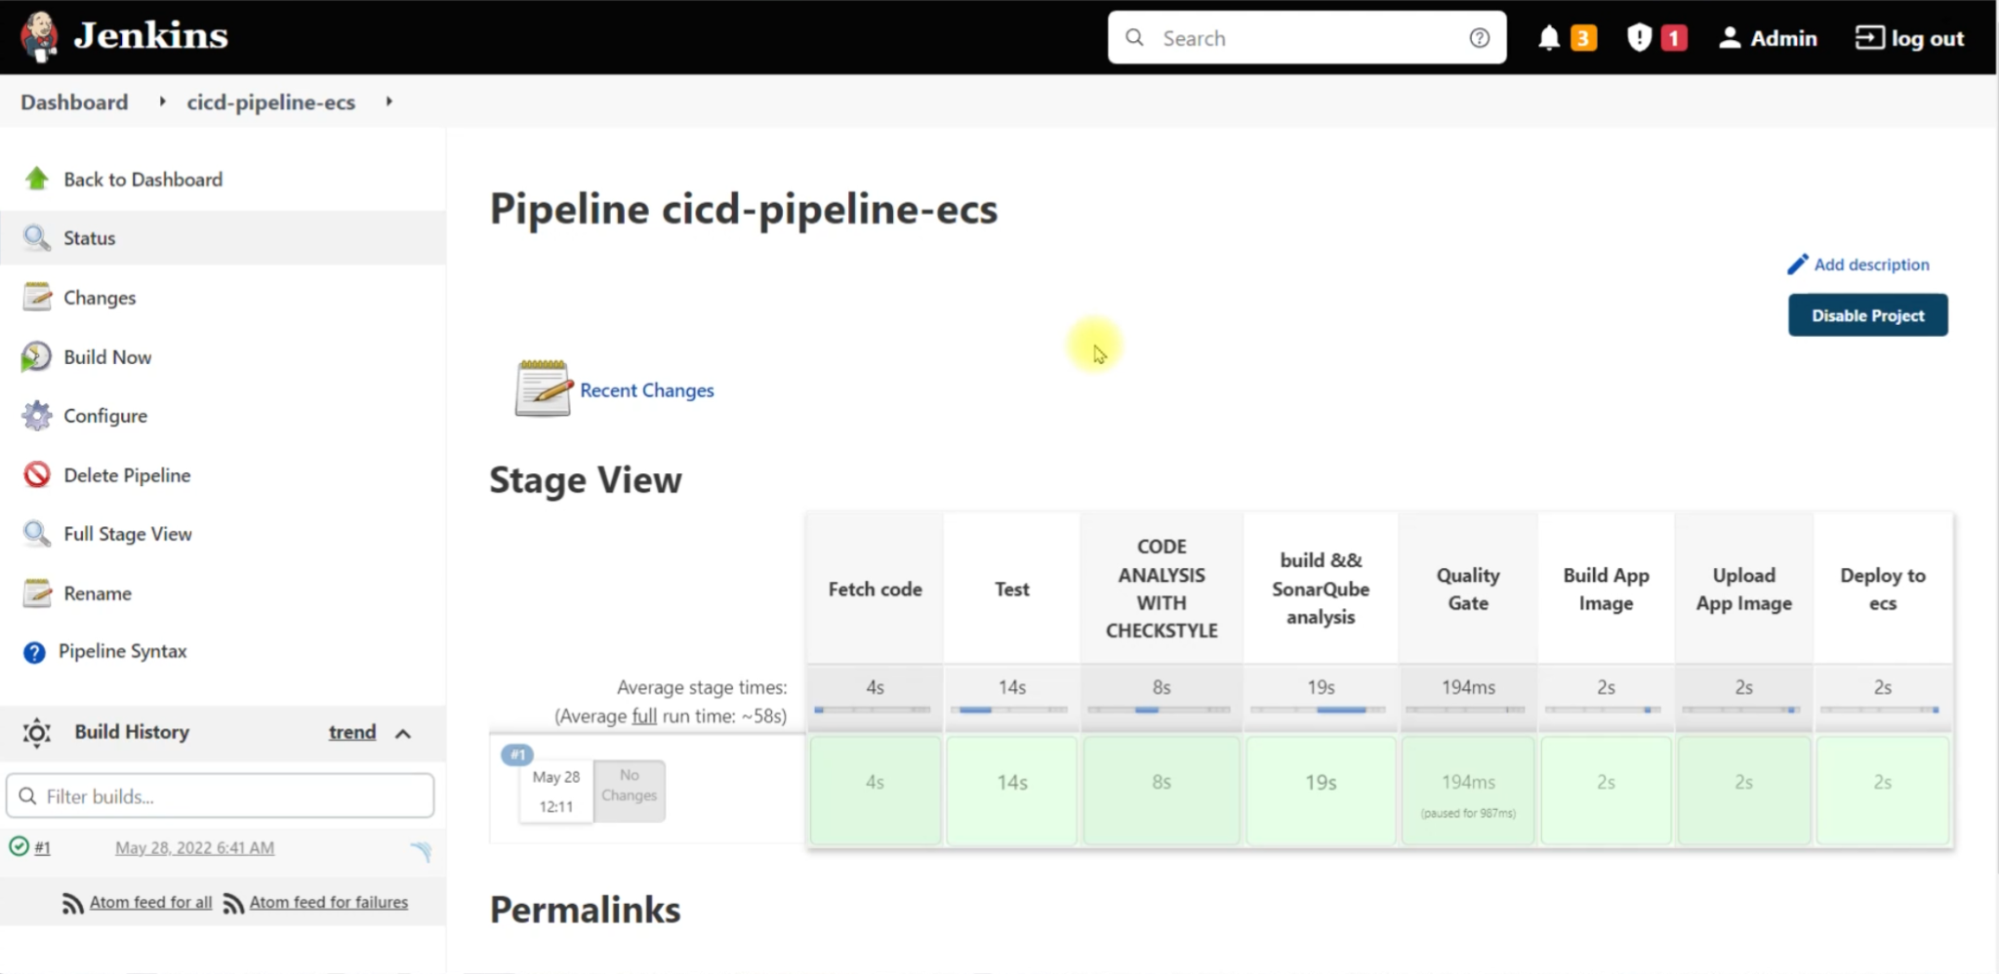 Jenkins
Search
3
1
Admin
log out
Dashboard
cicd-pipeline-ecs
Back to Dashboard
Status
Changes
Build Now
Configure
Delete Pipeline
Full Stage View
Rename
Pipeline Syntax
Build History
trend
Filter builds...
#1
May 28, 2022 6:41 AM
Atom feed for all
Atom feed for failures
Pipeline cicd-pipeline-ecs
Add description
Disable Project
Recent Changes
Stage View
Fetch code
Test
CODE
ANALYSIS
WITH
CHECKSTYLE
build &&
SonarQube
analysis
Quality
Gate
Build App
Image
Upload
App Image
Deploy to
ecs
Average stage times:
(Average full run time: ~58s)
4s
14s
8s
19s
194ms
2s
2s
2s
#1
May 28
12:11
No
Changes
4s
14s
8s
19s
194ms
(paused for 987ms)
2s
2s
2s
Permalinks